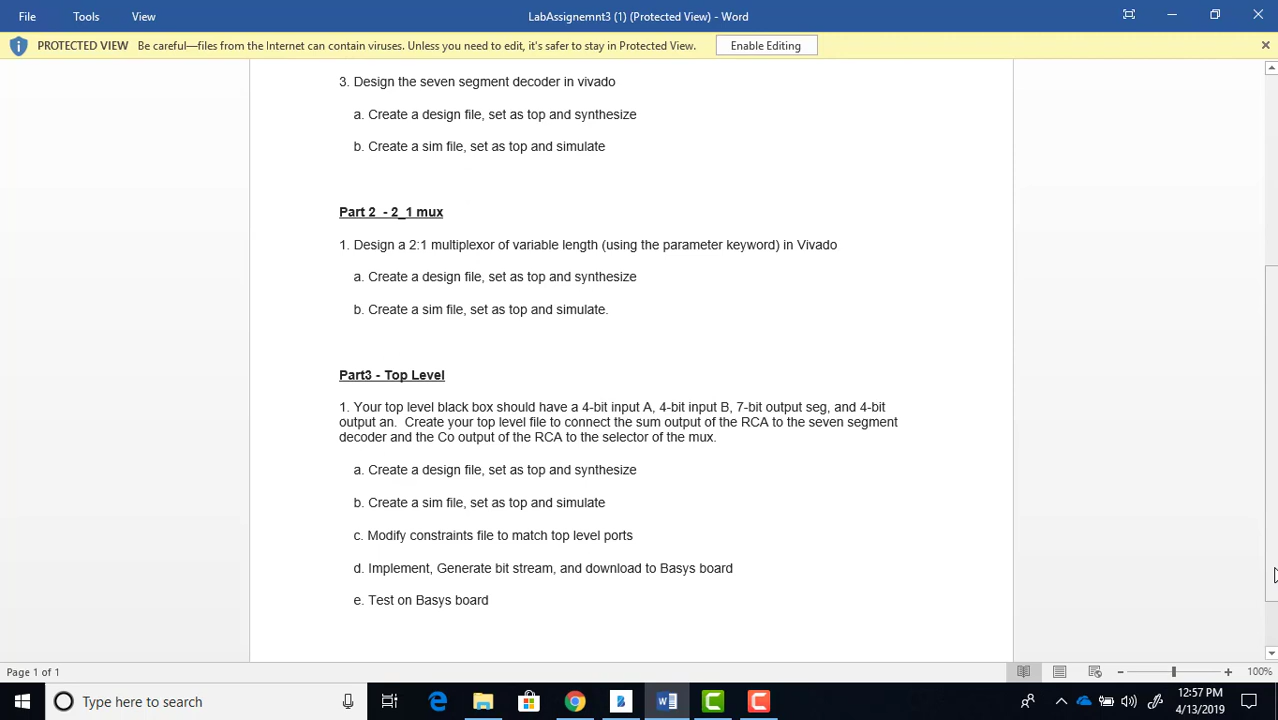 File Tools View LabAssignemnt3 (1) (Protected View) - Word
PROTECTED VIEW Be careful—files from the Internet can contain viruses. Unless you need to edit, it's safer to stay in Protected View. Enable Editing
3. Design the seven segment decoder in vivado
a. Create a design file, set as top and synthesize
b. Create a sim file, set as top and simulate
Part 2 - 2_1 mux
1. Design a 2:1 multiplexor of variable length (using the parameter keyword) in Vivado
a. Create a design file, set as top and synthesize
b. Create a sim file, set as top and simulate.
Part3 - Top Level
1. Your top level black box should have a 4-bit input A, 4-bit input B, 7-bit output seg, and 4-bit
output an. Create your top level file to connect the sum output of the RCA to the seven segment
decoder and the Co output of the RCA to the selector of the mux.
a. Create a design file, set as top and synthesize
b. Create a sim file, set as top and simulate
c. Modify constraints file to match top level ports
d. Implement, Generate bit stream, and download to Basys board
e. Test on Basys board
Page 1 of 1 100%
Type here to search
12:57 PM
4/13/2019